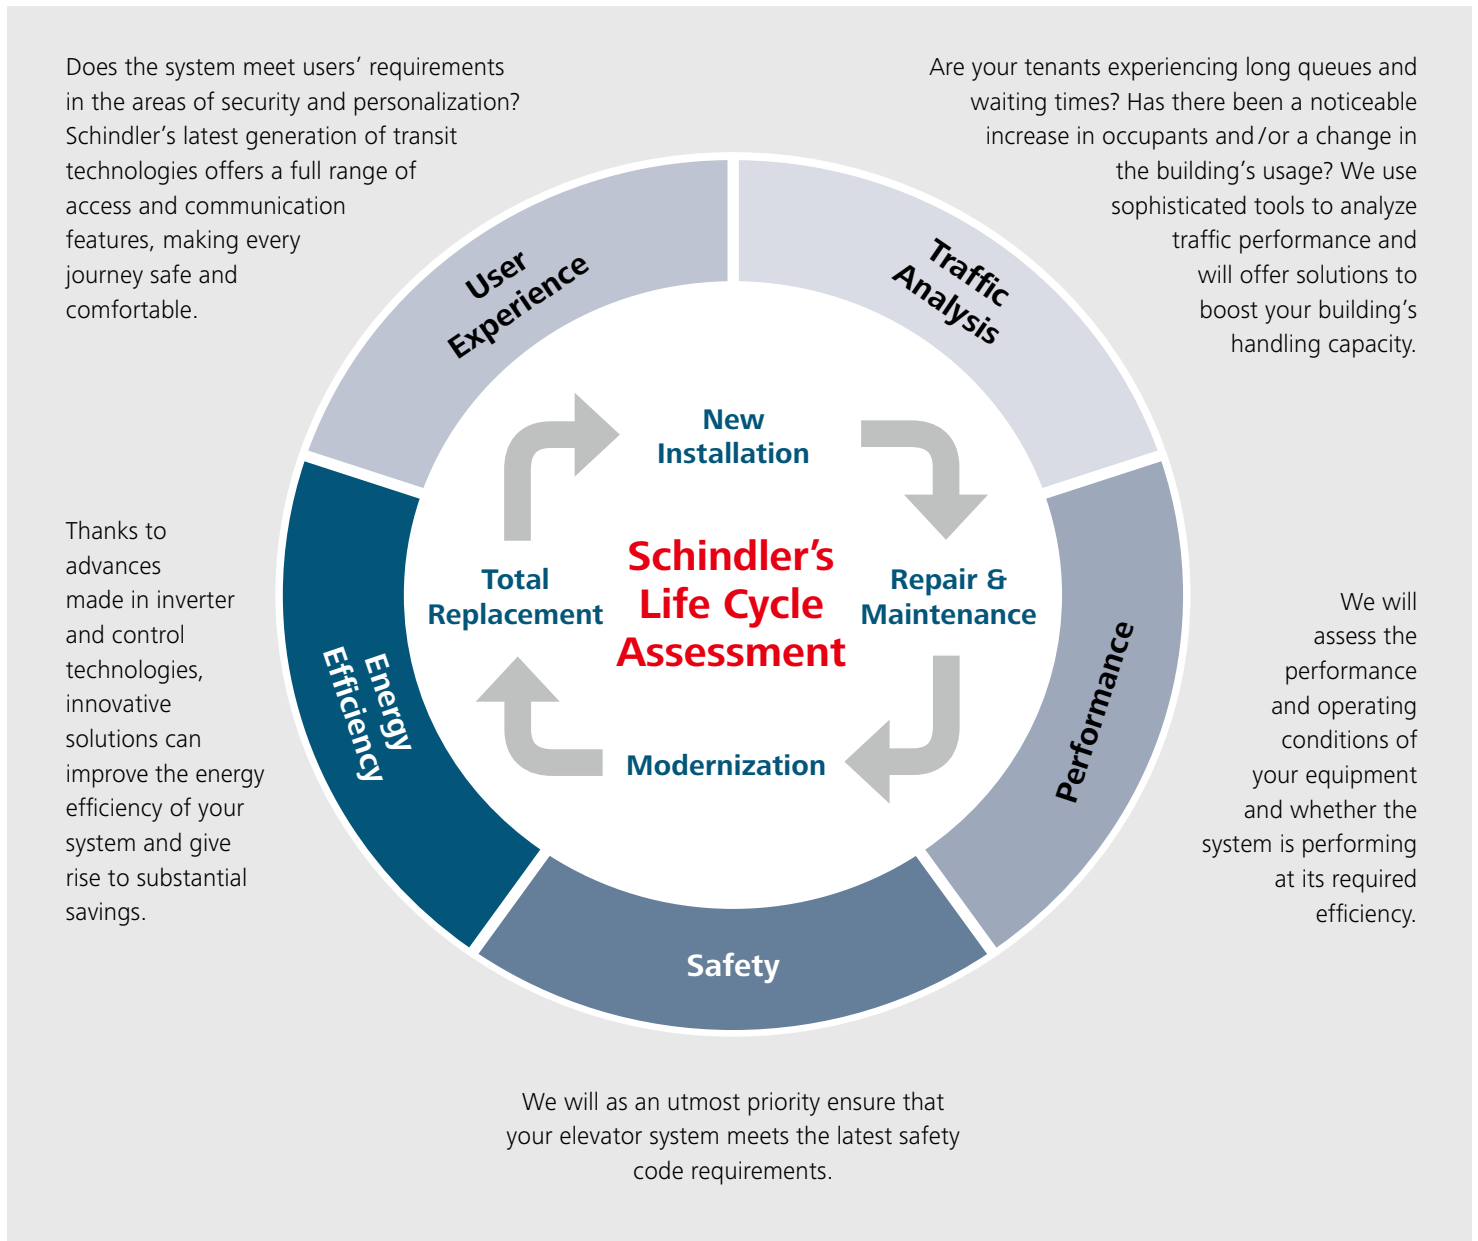 Does the system meet users’ requirements
in the areas of security and personalization?
Schindler’s latest generation of transit
technologies offers a full range of
access and communication
features, making every
journey safe and
comfortable.
Are your tenants experiencing long queues and
waiting times? Has there been a noticeable
increase in occupants and/or a change in
the building’s usage? We use
sophisticated tools to analyze
traffic performance and
will offer solutions to
boost your building’s
handling capacity.
User
Experience
Traffic
Analysis
New
Installation
Schindler’s
Life Cycle
Assessment
Total
Replacement
Repair &
Maintenance
Modernization
Energy
Efficiency
Performance
Safety
Thanks to
advances
made in inverter
and control
technologies,
innovative
solutions can
improve the energy
efficiency of your
system and give
rise to substantial
savings.
We will
assess the
performance
and operating
conditions of
your equipment
and whether the
system is performing
at its required
efficiency.
We will as an utmost priority ensure that
your elevator system meets the latest safety
code requirements.